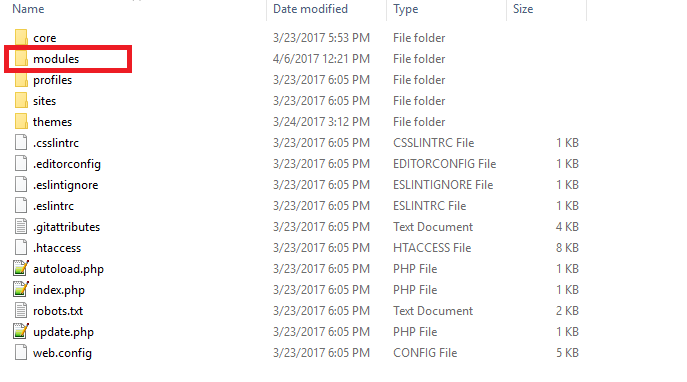 Name Date modified Type Size
core 3/23/2017 5:53 PM File folder
modules 4/6/2017 12:21 PM File folder
profiles 3/23/2017 6:05 PM File folder
sites 3/23/2017 6:05 PM File folder
themes 3/24/2017 3:12 PM File folder
.csslintrc 3/23/2017 6:05 PM CSSLINTRC File 1 KB
.editorconfig 3/23/2017 6:05 PM EDITORCONFIG File 1 KB
.eslintignore 3/23/2017 6:05 PM ESLINTIGNORE File 1 KB
.eslintrc 3/23/2017 6:05 PM ESLINTRC File 1 KB
.gitattributes 3/23/2017 6:05 PM Text Document 4 KB
.htaccess 3/23/2017 6:05 PM HTACCESS File 8 KB
autoload.php 3/23/2017 6:05 PM PHP File 1 KB
index.php 3/23/2017 6:05 PM PHP File 1 KB
robots.txt 3/23/2017 6:05 PM Text Document 2 KB
update.php 3/23/2017 6:05 PM PHP File 1 KB
web.config 3/23/2017 6:05 PM CONFIG File 5 KB